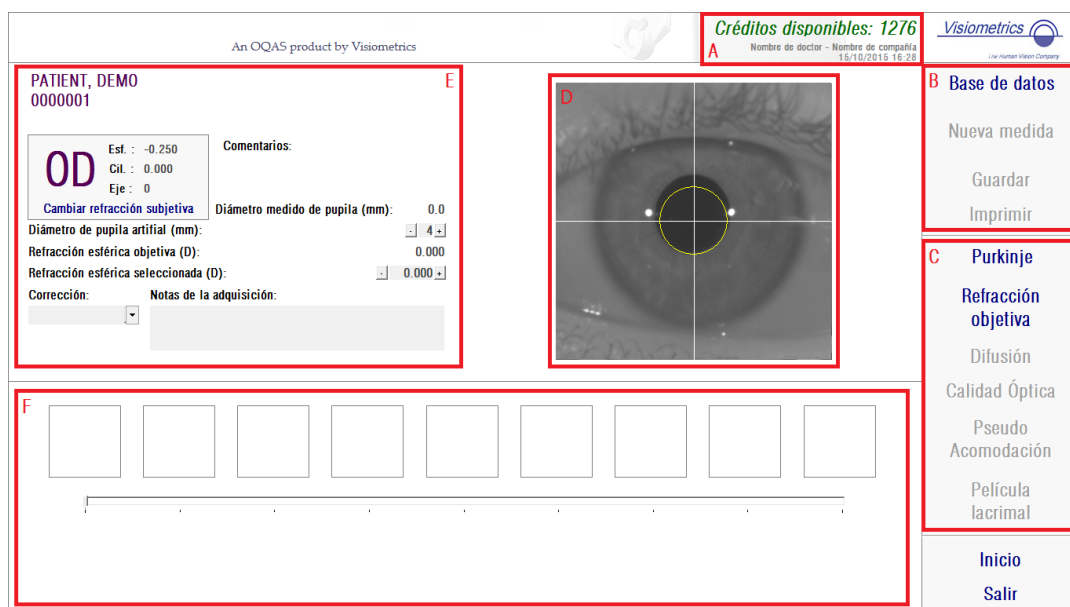 An OQAS product by Visiometrics
Créditos disponibles: 1276
A
Nombre de doctor - Nombre de compañía
15/10/2015 16:28
Visiometrics
The Human Vision Company
PATIENT, DEMO
E
0000001
OD
Esf. : -0.250
Cil. : 0.000
Eje : 0
Cambiar refracción subjetiva
Comentarios:
Diámetro medido de pupila (mm): 0.0
Diámetro de pupila artifial (mm): - 4 +
Refracción esférica objetiva (D): 0.000
Refracción esférica seleccionada (D): - 0.000 +
Corrección:
Notas de la adquisición:
D
B
Base de datos
Nueva medida
Guardar
Imprimir
C
Purkinje
Refracción
objetiva
Difusión
Calidad Óptica
Pseudo
Acomodación
Película
lacrimal
F
Inicio
Salir